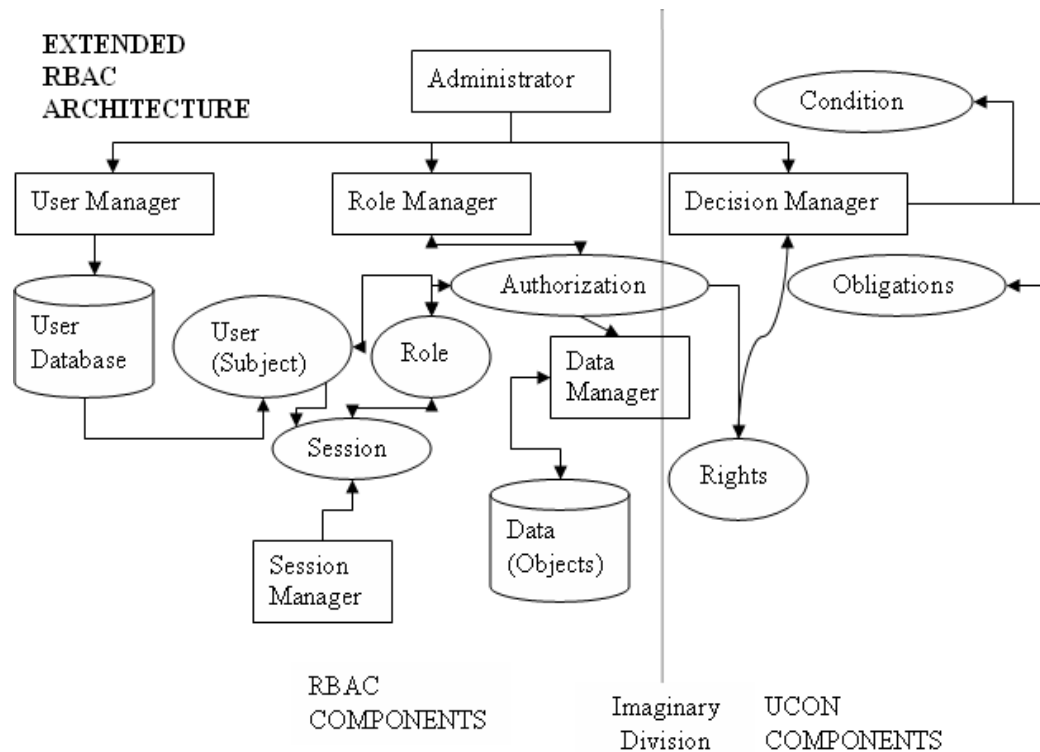 EXTENDED
RBAC
ARCHITECTURE
Administrator
Condition
User Manager
Role Manager
Decision Manager
Authorization
Obligations
User
Database
User
(Subject)
Role
Data
Manager
Session
Rights
Data
(Objects)
Session
Manager
RBAC
COMPONENTS
Imaginary
Division
UCON
COMPONENTS